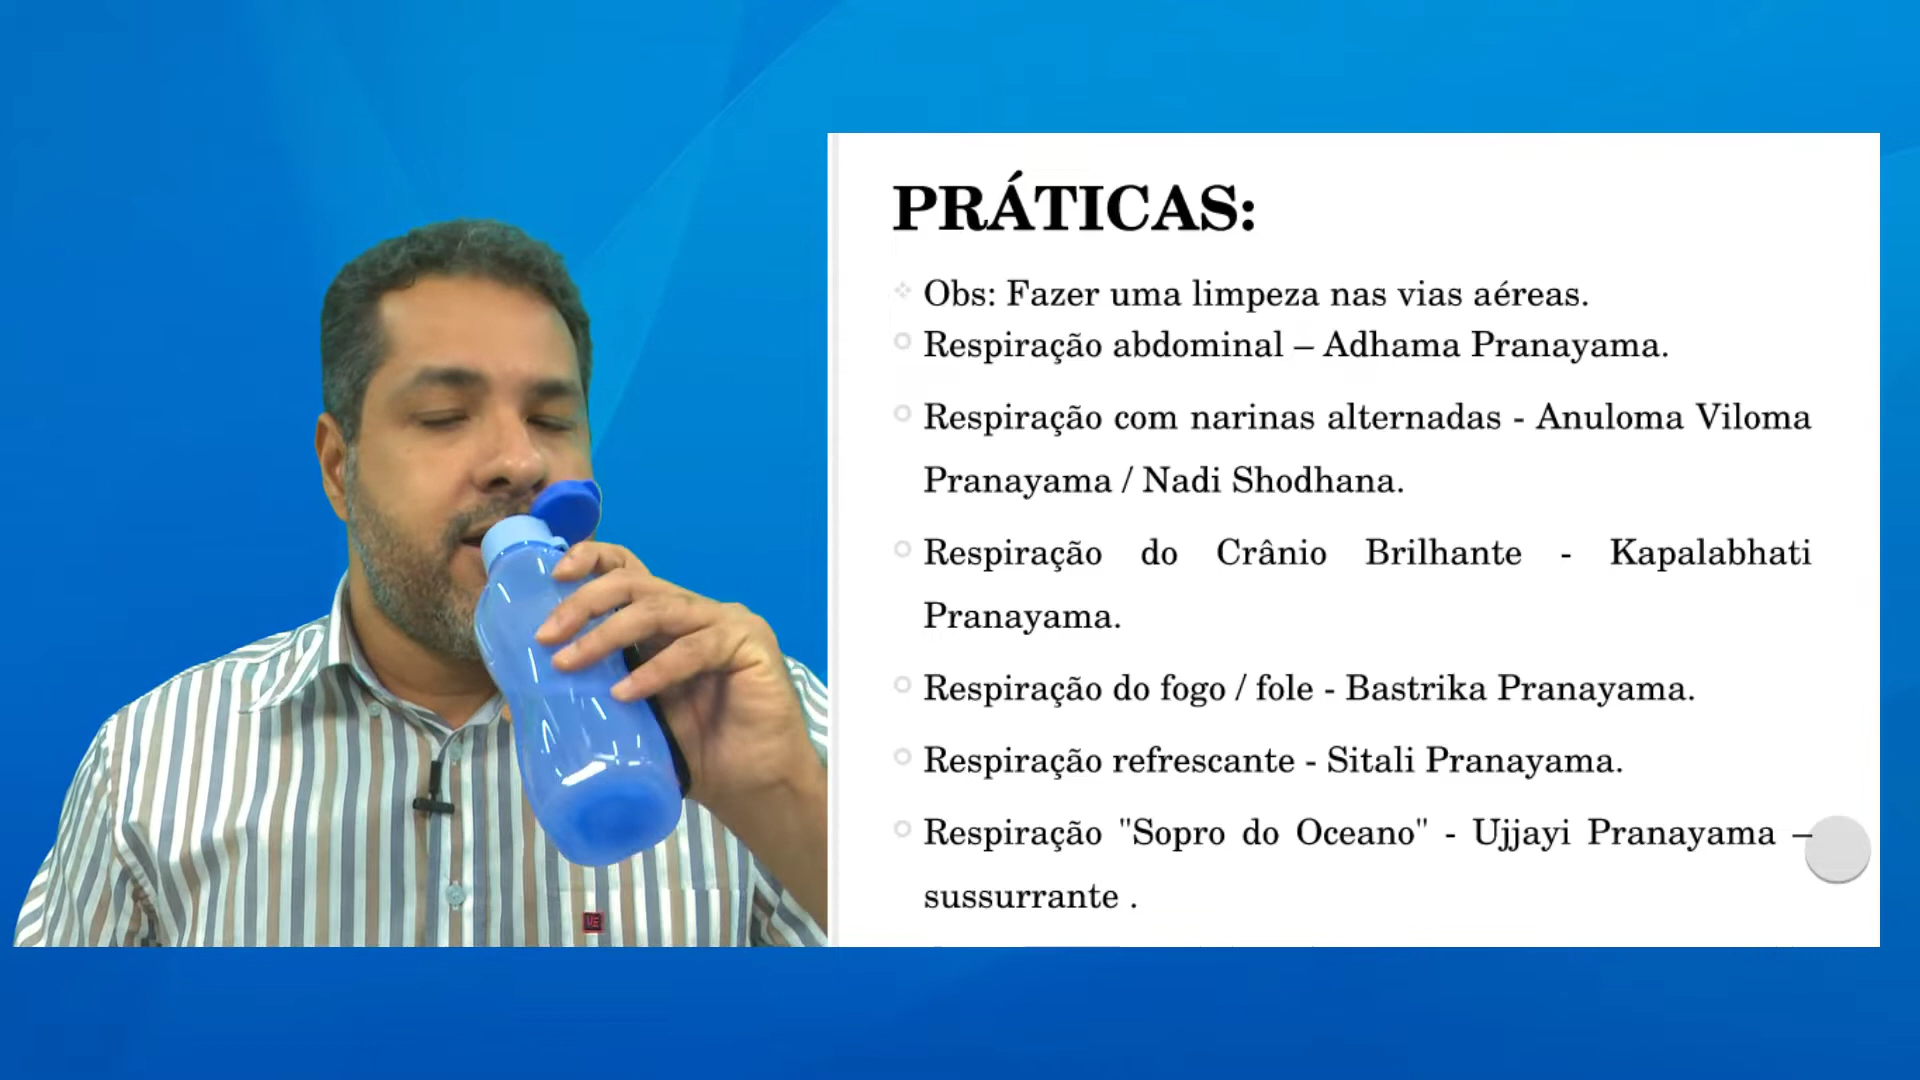 PRÁTICAS:
Obs: Fazer uma limpeza nas vias aéreas.
Respiração abdominal – Adhama Pranayama.
Respiração com narinas alternadas - Anuloma Viloma
Pranayama / Nadi Shodhana.
Respiração do Crânio Brilhante - Kapalabhati
Pranayama.
Respiração do fogo / fole - Bastrika Pranayama.
Respiração refrescante - Sitali Pranayama.
Respiração "Sopro do Oceano" - Ujjayi Pranayama –
sussurrante .